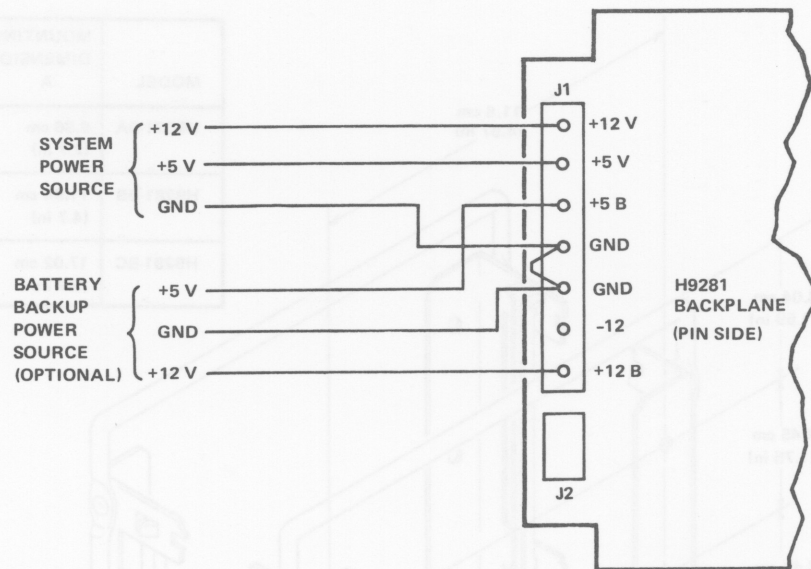 J1
SYSTEM
POWER
SOURCE
+12 V
+5 V
GND
+12 V
+5 V
+5 B
GND
GND
-12
+12 B
BATTERY
BACKUP
POWER
SOURCE
(OPTIONAL)
+5 V
GND
+12 V
H9281
BACKPLANE
(PIN SIDE)
J2